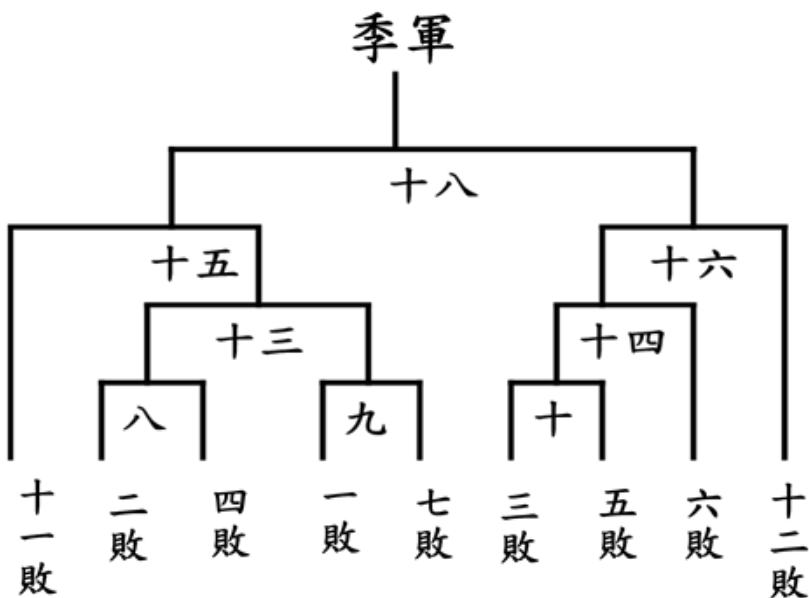 季軍
十八
十五
十六
十三
十四
八
九
十
十一敗
二敗
四敗
一敗
七敗
三敗
五敗
六敗
十二敗